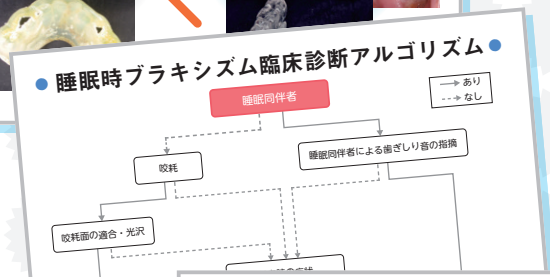 睡眠時ブラキシズム臨床診断アルゴリズム
睡眠同伴者
あり
なし
咬耗
睡眠同伴者による歯ぎしり音の指摘
咬耗面の適合・光沢